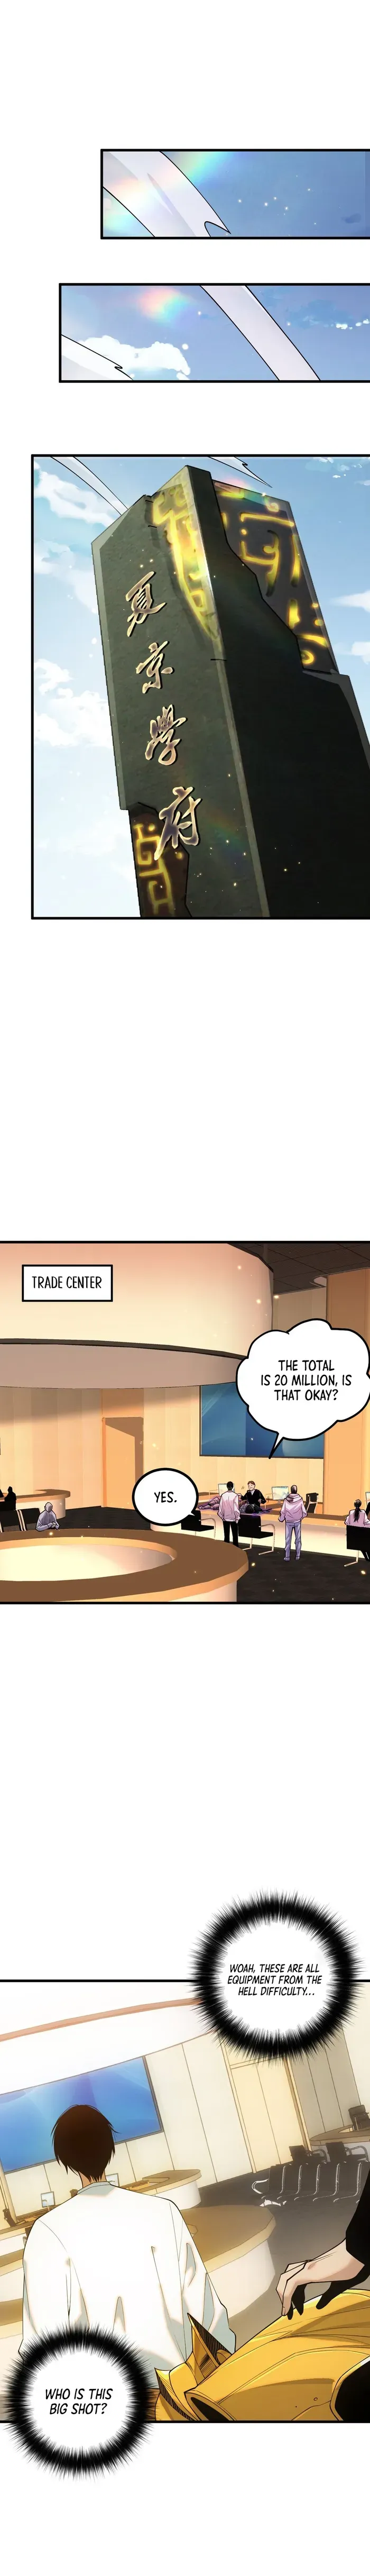 夏
京
學
府
TRADE CENTER
THE TOTAL
IS 20 MILLION, IS
THAT OKAY?
YES.
WOAH, THESE ARE ALL
EQUIPMENT FROM THE
HELL DIFFICULTY...
WHO IS THIS
BIG SHOT?